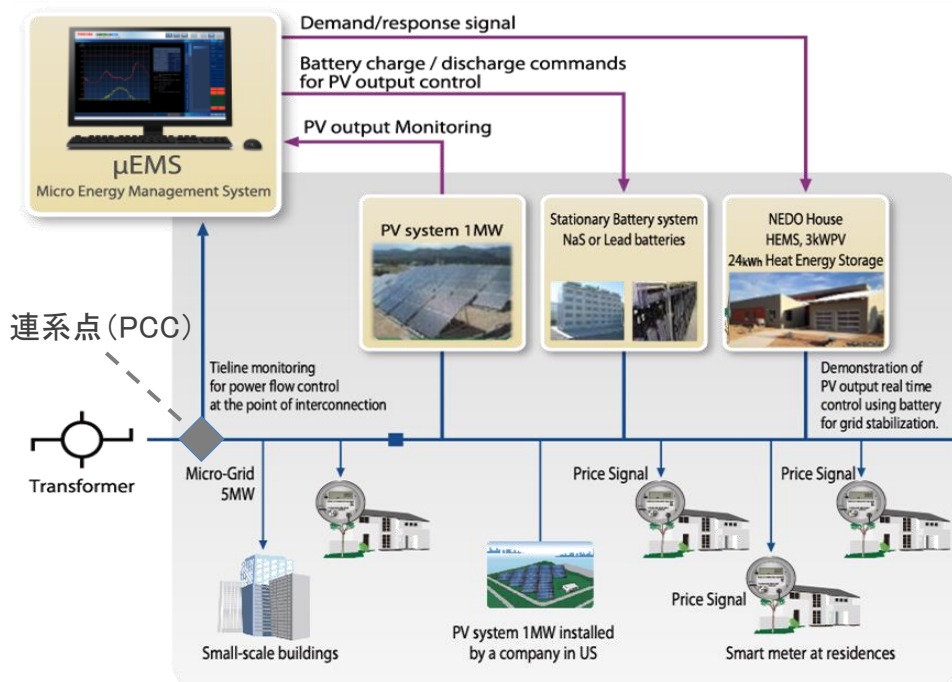 Demand/response signal
Battery charge / discharge commands
for PV output control
PV output Monitoring
μEMS
Micro Energy Management System
PV system 1MW
Stationary Battery system
NaS or Lead batteries
NEDO House
HEMS, 3kWPV
24kWh Heat Energy Storage
連系点(PCC)
Tieline monitoring
for power flow control
at the point of interconnection
Demonstration of
PV output real time
control using battery
for grid stabilization.
Transformer
Micro-Grid
5MW
Price Signal
Price Signal
Price Signal
Small-scale buildings
PV system 1MW installed
by a company in US
Smart meter at residences